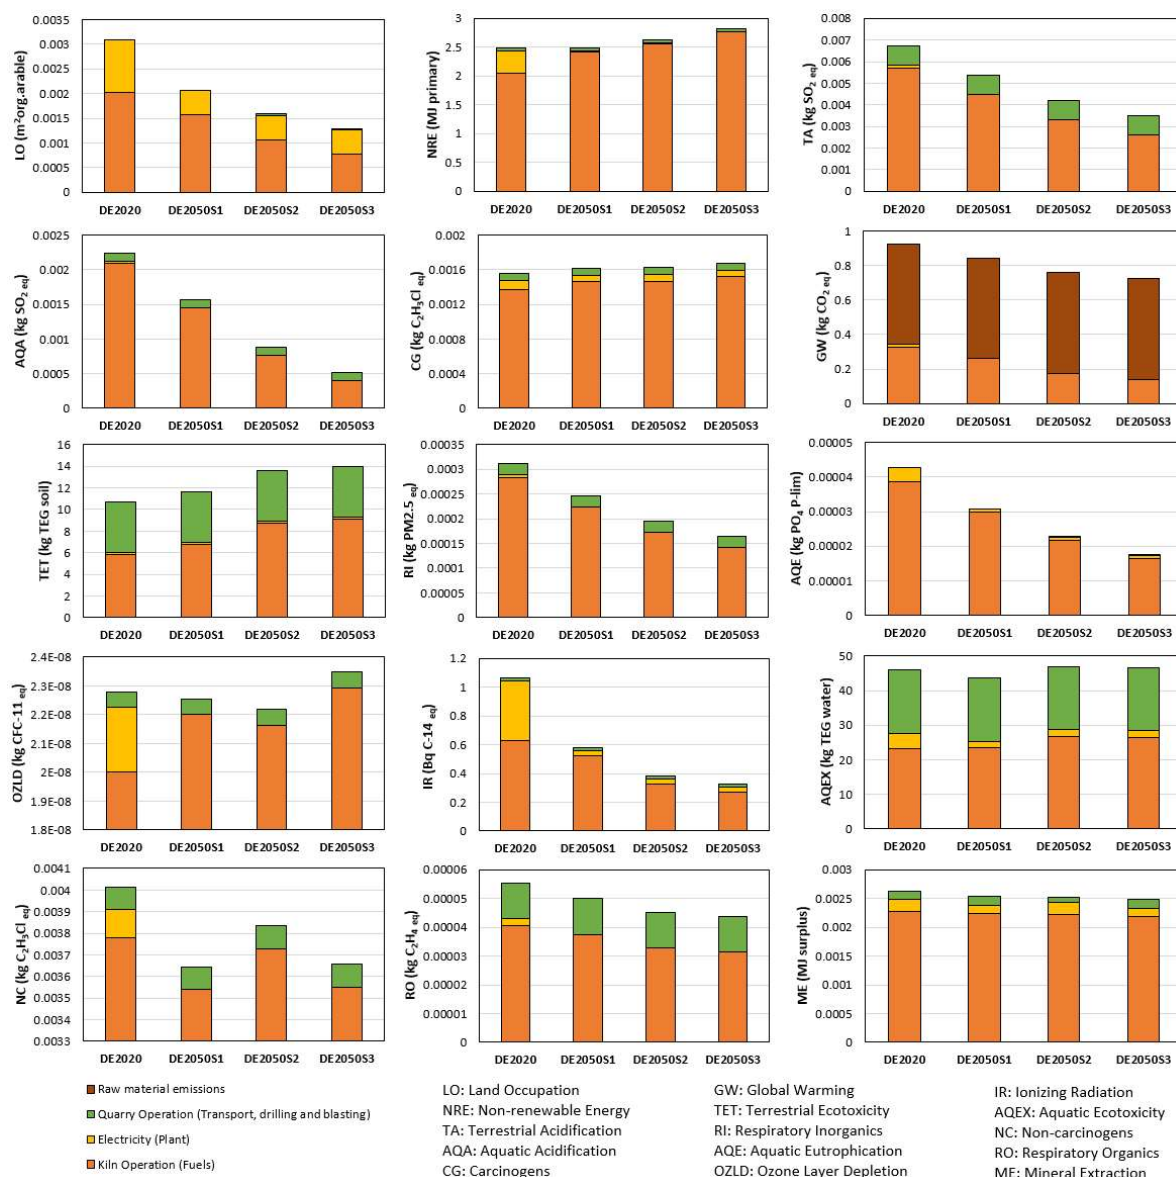 LO (m²org.arable)
0.0035
0.003
0.0025
0.002
0.0015
0.001
0.0005
0
DE2020 DE2050S1 DE2050S2 DE2050S3
NRE (MJ primary)
3
2.5
2
1.5
1
0.5
0
DE2020 DE2050S1 DE2050S2 DE2050S3
TA (kg SO₂ eq)
0.008
0.007
0.006
0.005
0.004
0.003
0.002
0.001
0
DE2020 DE2050S1 DE2050S2 DE2050S3
AQA (kg SO₂ eq)
0.0025
0.002
0.0015
0.001
0.0005
0
DE2020 DE2050S1 DE2050S2 DE2050S3
CG (kg C₂H₃Cl eq)
0.002
0.0016
0.0012
0.0008
0.0004
0
DE2020 DE2050S1 DE2050S2 DE2050S3
GW (kg CO₂ eq)
1
0.8
0.6
0.4
0.2
0
DE2020 DE2050S1 DE2050S2 DE2050S3
TET (kg TEG soil)
16
14
12
10
8
6
4
2
0
DE2020 DE2050S1 DE2050S2 DE2050S3
RI (kg PM2.5 eq)
0.00035
0.0003
0.00025
0.0002
0.00015
0.0001
0.00005
0
DE2020 DE2050S1 DE2050S2 DE2050S3
AQE (kg PO₄ P-lim)
0.00005
0.00004
0.00003
0.00002
0.00001
0
DE2020 DE2050S1 DE2050S2 DE2050S3
OZLD (kg CFC-11 eq)
2.4E-08
2.3E-08
2.2E-08
2.1E-08
2E-08
1.9E-08
1.8E-08
DE2020 DE2050S1 DE2050S2 DE2050S3
IR (Bq C-14 eq)
1.2
1
0.8
0.6
0.4
0.2
0
DE2020 DE2050S1 DE2050S2 DE2050S3
AQEX (kg TEG water)
50
40
30
20
10
0
DE2020 DE2050S1 DE2050S2 DE2050S3
NC (kg C₂H₃Cl eq)
0.0041
0.004
0.0039
0.0038
0.0037
0.0036
0.0035
0.0034
0.0033
DE2020 DE2050S1 DE2050S2 DE2050S3
RO (kg C₂H₄ eq)
0.00006
0.00005
0.00004
0.00003
0.00002
0.00001
0
DE2020 DE2050S1 DE2050S2 DE2050S3
ME (MJ surplus)
0.003
0.0025
0.002
0.0015
0.001
0.0005
0
DE2020 DE2050S1 DE2050S2 DE2050S3
Raw material emissions
Quarry Operation (Transport, drilling and blasting)
Electricity (Plant)
Kiln Operation (Fuels)
LO: Land Occupation
NRE: Non-renewable Energy
TA: Terrestrial Acidification
AQA: Aquatic Acidification
CG: Carcinogens
GW: Global Warming
TET: Terrestrial Ecotoxicity
RI: Respiratory Inorganics
AQE: Aquatic Eutrophication
OZLD: Ozone Layer Depletion
IR: Ionizing Radiation
AQEX: Aquatic Ecotoxicity
NC: Non-carcinogens
RO: Respiratory Organics
ME: Mineral Extraction